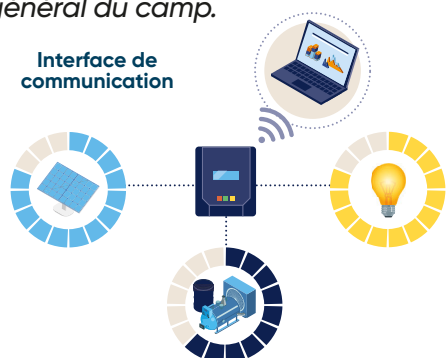 général du camp.
Interface de
communication